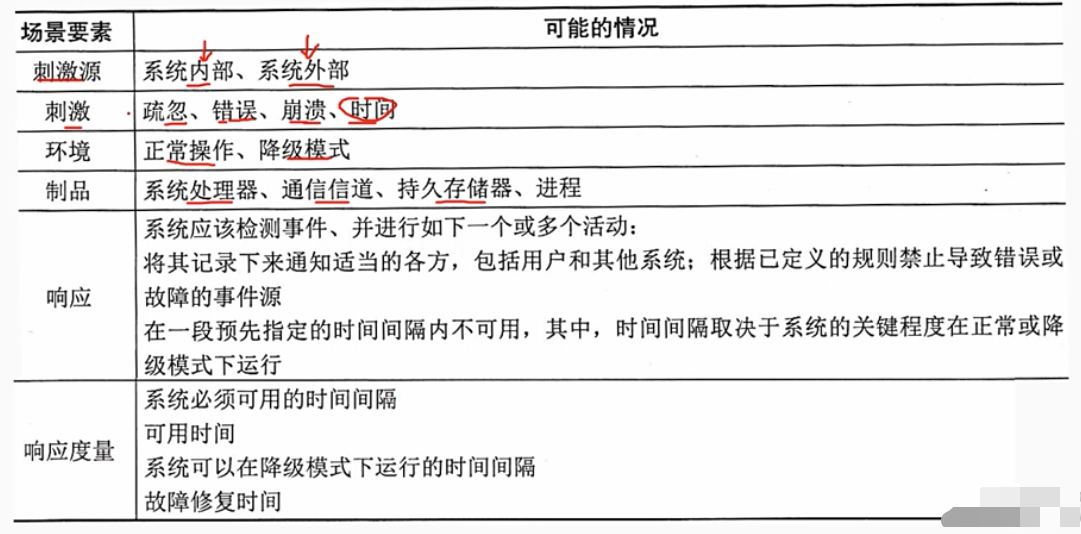 场景要素 可能的情况
刺激源 系统内部、系统外部
刺激 疏忽、错误、崩溃、时间
环境 正常操作、降级模式
制品 系统处理器、通信信道、持久存储器、进程
响应
系统应该检测事件、并进行如下一个或多个活动：
将其记录下来通知适当的各方，包括用户和其他系统；根据已定义的规则禁止导致错误或
故障的事件源
在一段预先指定的时间间隔内不可用，其中，时间间隔取决于系统的关键程度在正常或降
级模式下运行
响应度量
系统必须可用的时间间隔
可用时间
系统可以在降级模式下运行的时间间隔
故障修复时间